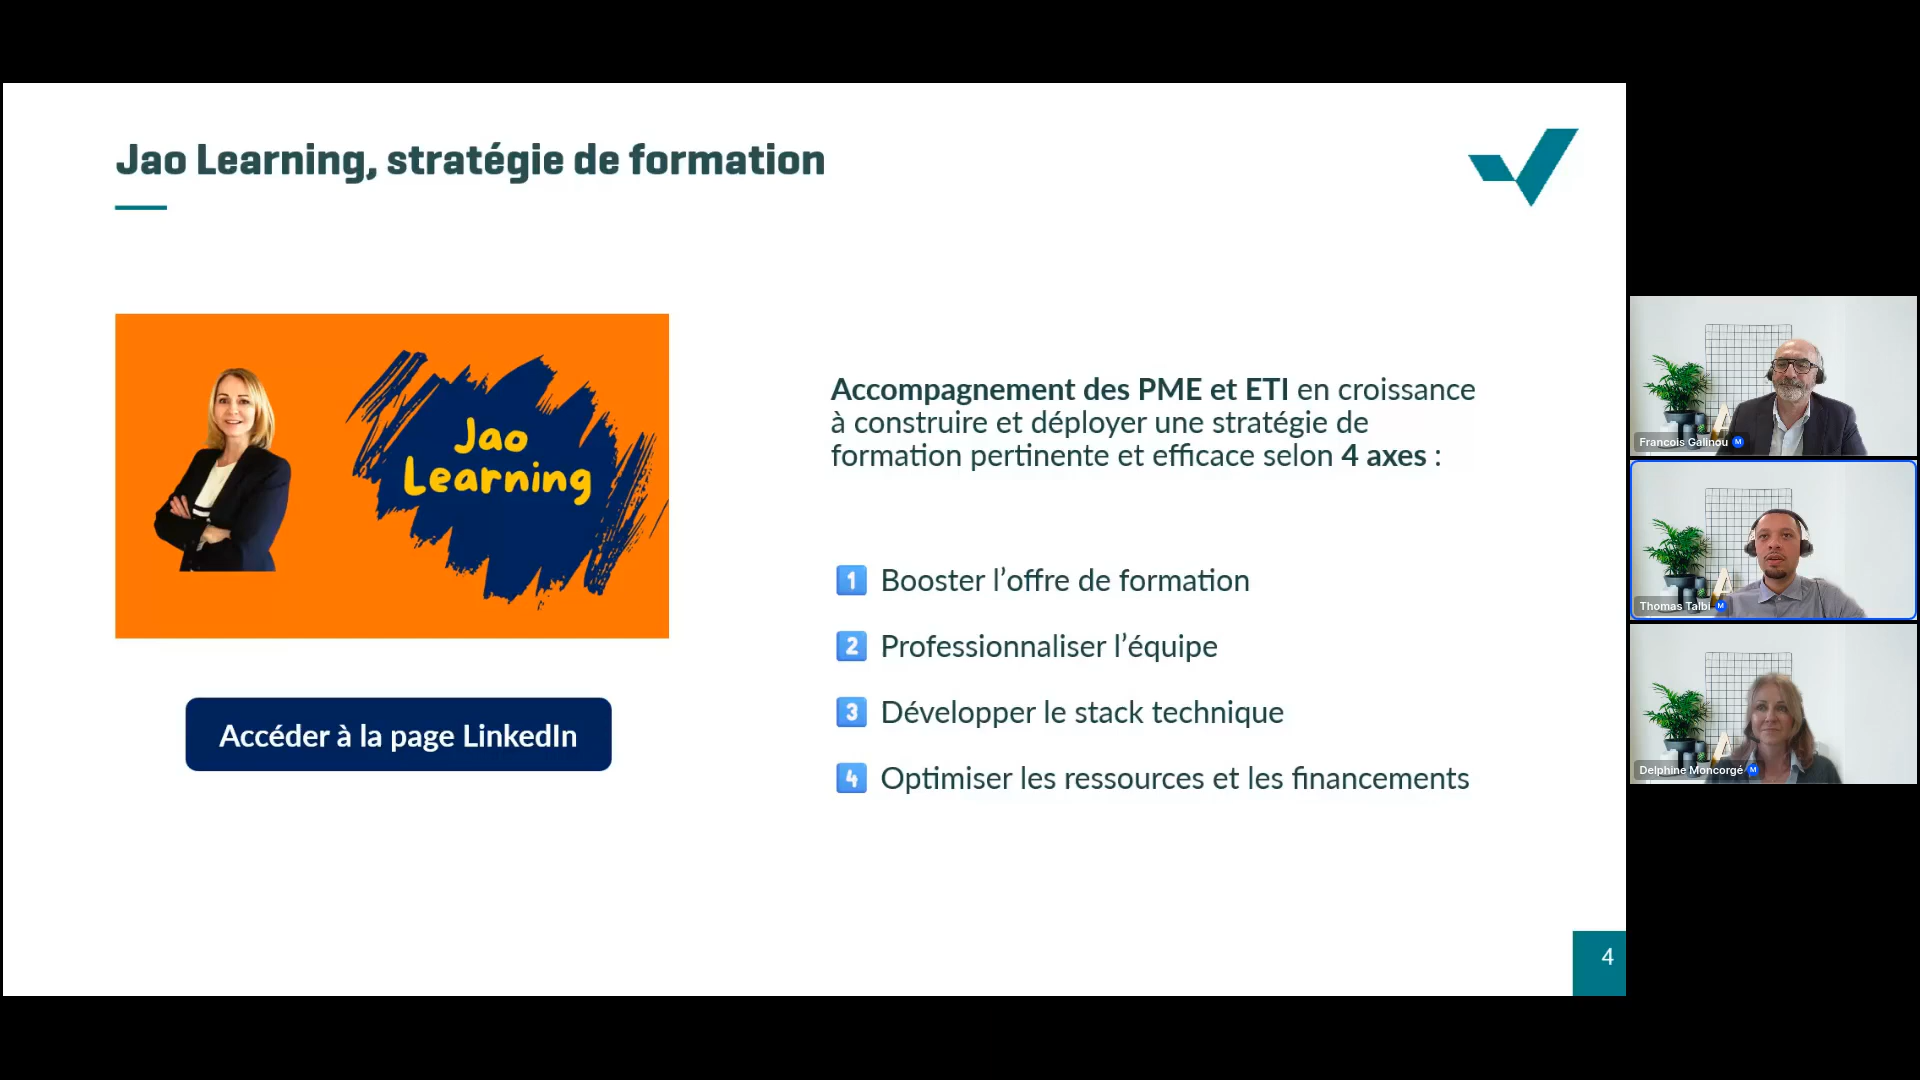 Jao Learning, stratégie de formation
Jao
Learning
Accéder à la page LinkedIn
Accompagnement des PME et ETI en croissance
à construire et déployer une stratégie de
formation pertinente et efficace selon 4 axes :
1 Booster l’offre de formation
2 Professionnaliser l’équipe
3 Développer le stack technique
4 Optimiser les ressources et les financements
4
Francois Galinou M
Thomas Talbi M
Delphine Moncorgé M